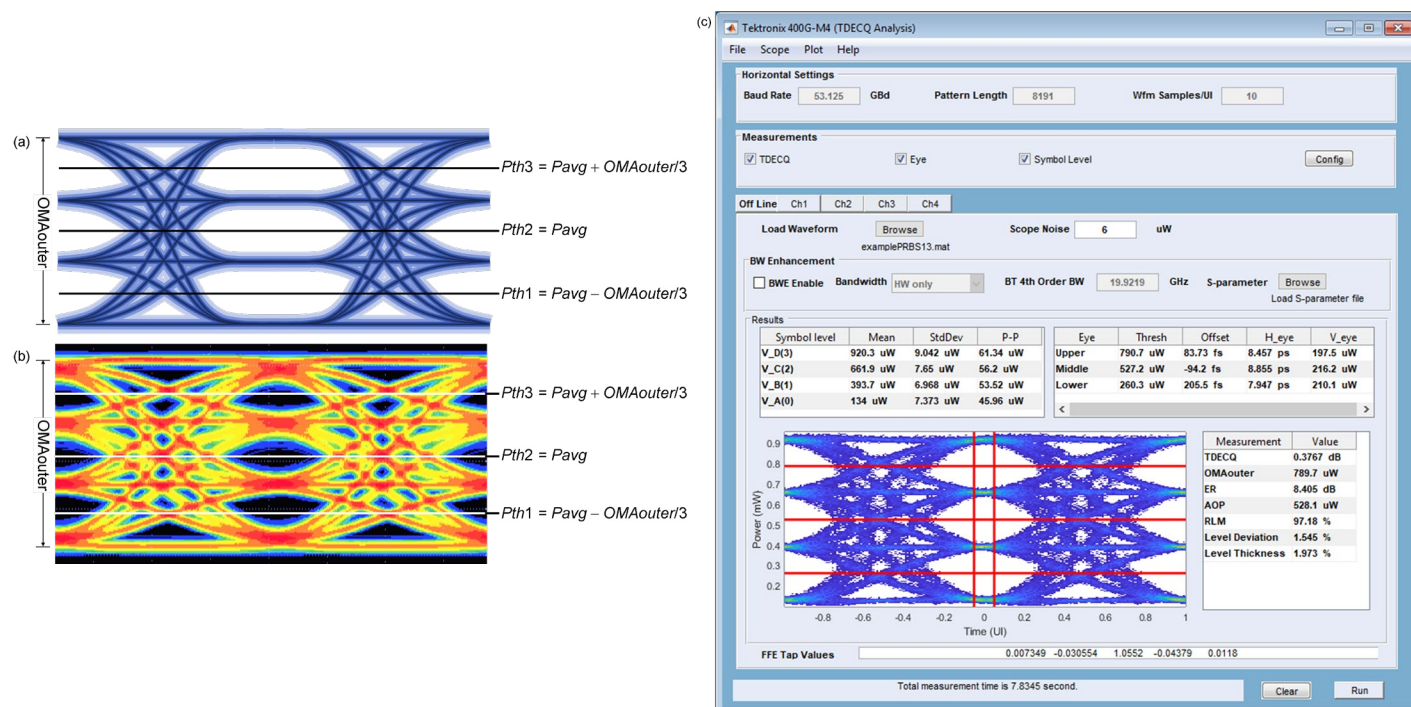 (a)
OMAouter
Pth3 = Pavg + OMAouter/3
Pth2 = Pavg
Pth1 = Pavg – OMAouter/3
(b)
OMAouter
Pth3 = Pavg + OMAouter/3
Pth2 = Pavg
Pth1 = Pavg – OMAouter/3
(c)
Tektronix 400G-M4 (TDECQ Analysis)
File Scope Plot Help
Horizontal Settings
Baud Rate 53.125 GBd Pattern Length 8191 Wfm Samples/UI 10
Measurements
TDECQ Eye Symbol Level Config
Off Line Ch1 Ch2 Ch3 Ch4
Load Waveform Browse Scope Noise 6 uW
examplePRBS13.mat
BW Enhancement
BWE Enable Bandwidth HW only BT 4th Order BW 19.9219 GHz S-parameter Browse
Load S-parameter file
Results
Symbol level Mean StdDev P-P
V_D(3) 920.3 uW 9.042 uW 61.34 uW
V_C(2) 661.9 uW 7.65 uW 56.2 uW
V_B(1) 393.7 uW 6.968 uW 53.52 uW
V_A(0) 134 uW 7.373 uW 45.96 uW
Eye Thresh Offset H_eye V_eye
Upper 790.7 uW 83.73 fs 8.457 ps 197.5 uW
Middle 527.2 uW -94.2 fs 8.855 ps 216.2 uW
Lower 260.3 uW 205.5 fs 7.947 ps 210.1 uW
Power (mW)
0.9
0.8
0.7
0.6
0.5
0.4
0.3
0.2
-0.8 -0.6 -0.4 -0.2 0 0.2 0.4 0.6 0.8 1
Time (UI)
Measurement Value
TDECQ 0.3767 dB
OMAouter 789.7 uW
ER 8.405 dB
AOP 528.1 uW
RLM 97.18 %
Level Deviation 1.545 %
Level Thickness 1.973 %
FFE Tap Values 0.007349 -0.030554 1.0552 -0.04379 0.0118
Total measurement time is 7.8345 second.
Clear Run